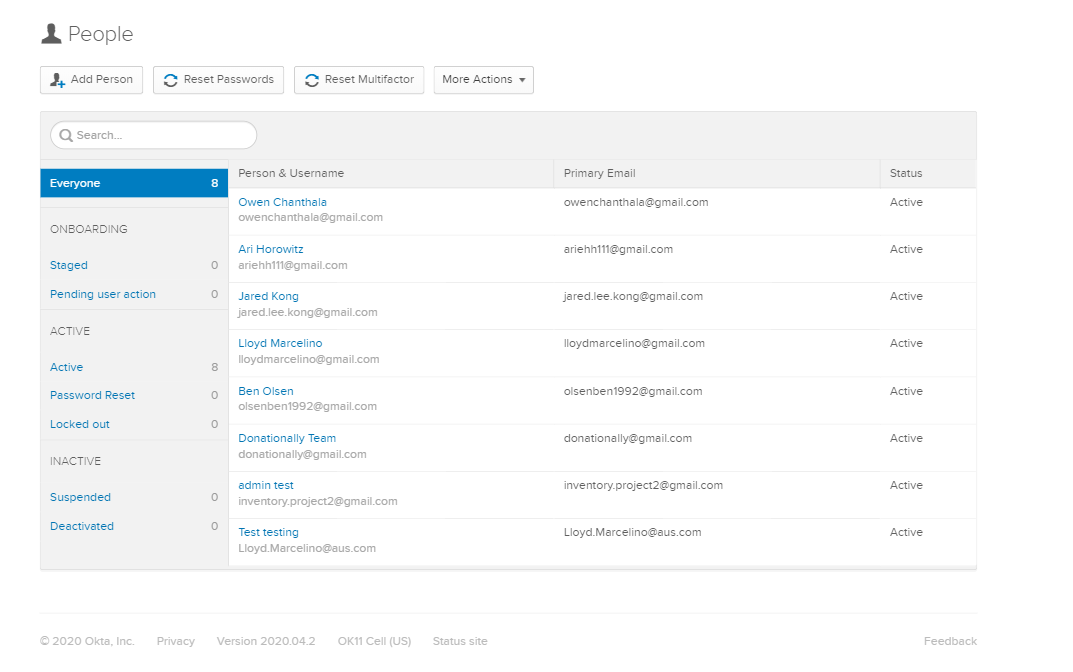 People
Add Person Reset Passwords Reset Multifactor More Actions
Search...
Everyone 8
ONBOARDING
Staged 0
Pending user action 0
ACTIVE
Active 8
Password Reset 0
Locked out 0
INACTIVE
Suspended 0
Deactivated 0
Person & Username Primary Email Status
Owen Chanthala owenchanthala@gmail.com Active
owenchanthala@gmail.com
Ari Horowitz ariehh111@gmail.com Active
ariehh111@gmail.com
Jared Kong jared.lee.kong@gmail.com Active
jared.lee.kong@gmail.com
Lloyd Marcelino lloydmarcelino@gmail.com Active
lloydmarcelino@gmail.com
Ben Olsen olsenben1992@gmail.com Active
olsenben1992@gmail.com
Donationally Team donationally@gmail.com Active
donationally@gmail.com
admin test inventory.project2@gmail.com Active
inventory.project2@gmail.com
Test testing Lloyd.Marcelino@aus.com Active
Lloyd.Marcelino@aus.com
© 2020 Okta, Inc. Privacy Version 2020.04.2 OK11 Cell (US) Status site Feedback